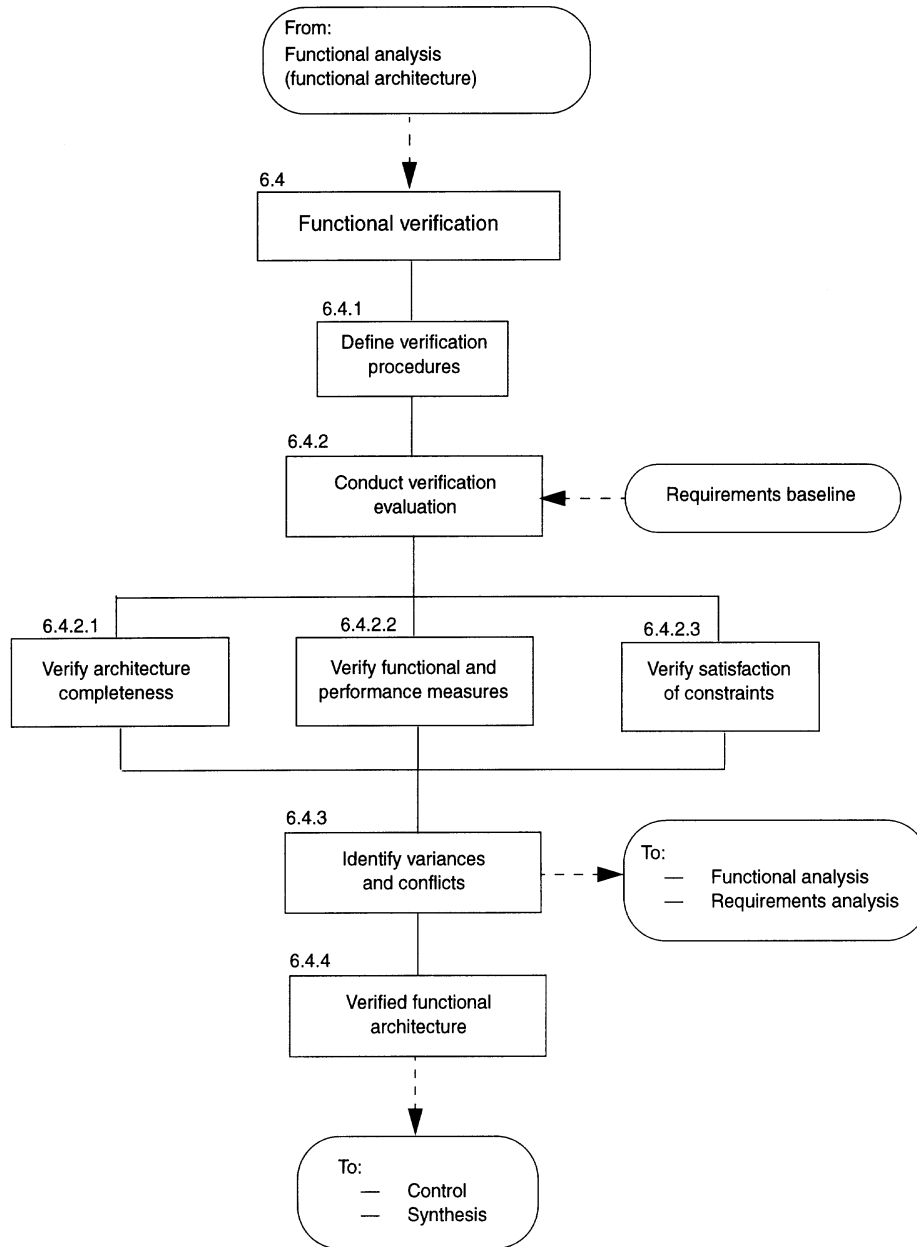 From:
Functional analysis
(functional architecture)
6.4
Functional verification
6.4.1
Define verification
procedures
6.4.2
Conduct verification
evaluation
Requirements baseline
6.4.2.1
Verify architecture
completeness
6.4.2.2
Verify functional and
performance measures
6.4.2.3
Verify satisfaction
of constraints
6.4.3
Identify variances
and conflicts
To:
— Functional analysis
— Requirements analysis
6.4.4
Verified functional
architecture
To:
— Control
— Synthesis